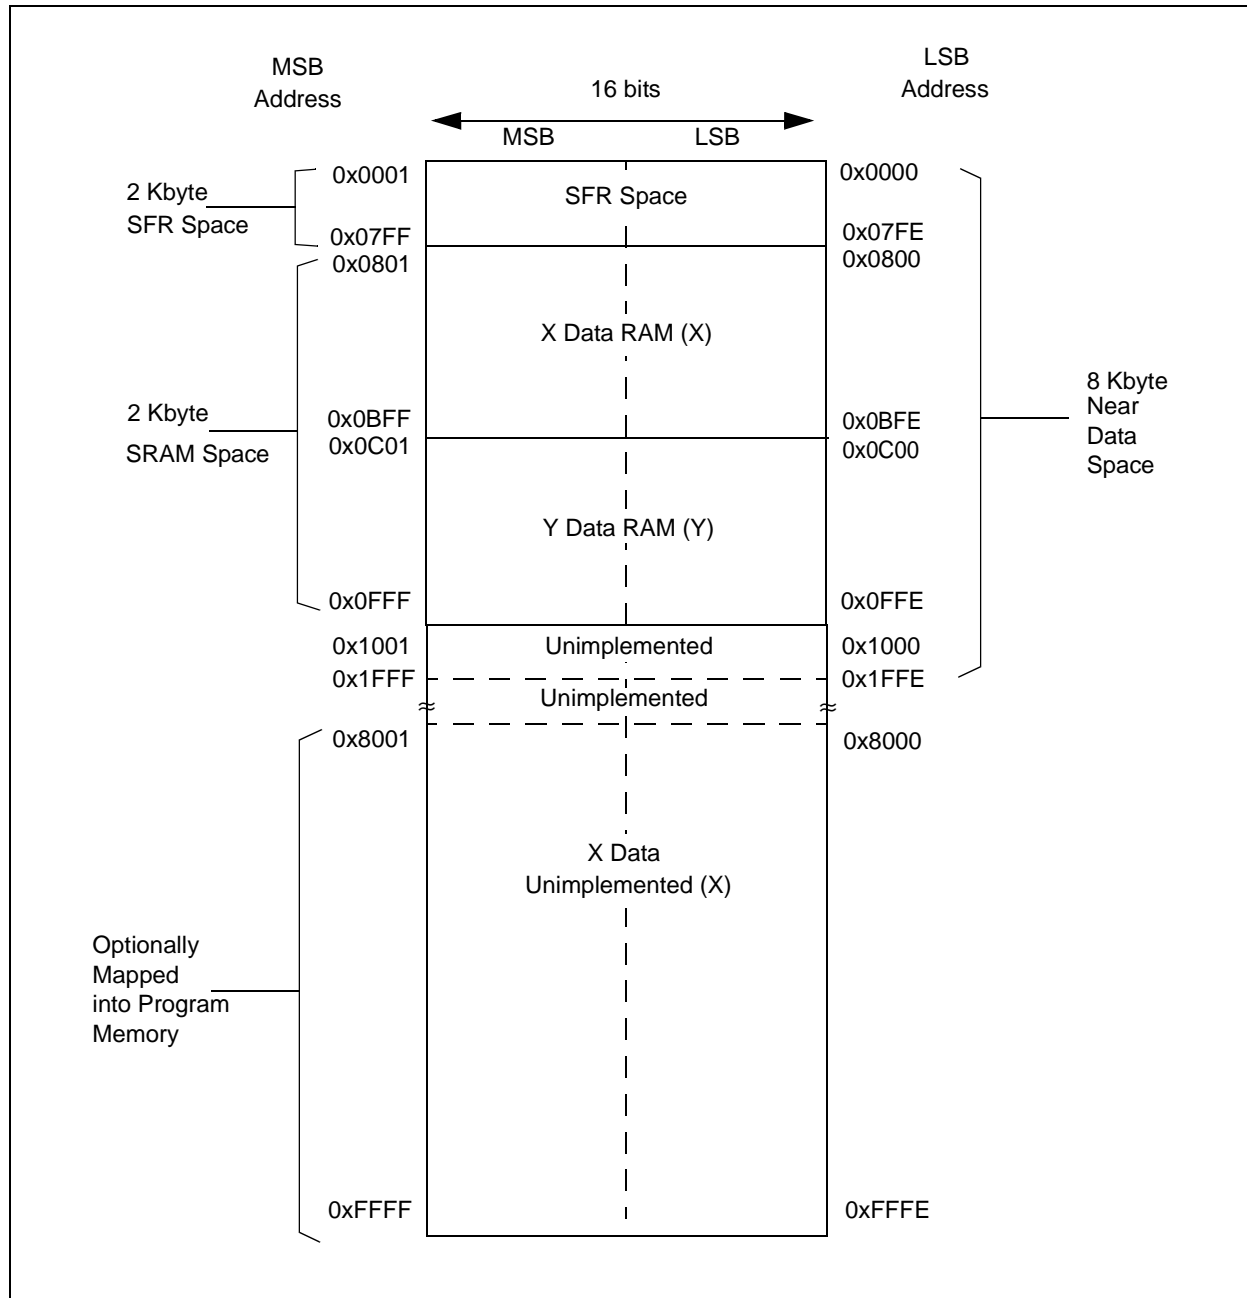 MSB
Address
LSB
Address
16 bits
MSB LSB
0x0001
0x0000
2 Kbyte
SFR Space
SFR Space
0x07FF
0x07FE
0x0801
0x0800
X Data RAM (X)
2 Kbyte
SRAM Space
0x0BFF
0x0BFE
0x0C01
0x0C00
8 Kbyte
Near
Data
Space
Y Data RAM (Y)
0x0FFF
0x0FFE
0x1001
Unimplemented
0x1000
0x1FFF
0x1FFE
Unimplemented
≈
≈
0x8001
0x8000
X Data
Unimplemented (X)
Optionally
Mapped
into Program
Memory
0xFFFF
0xFFFE